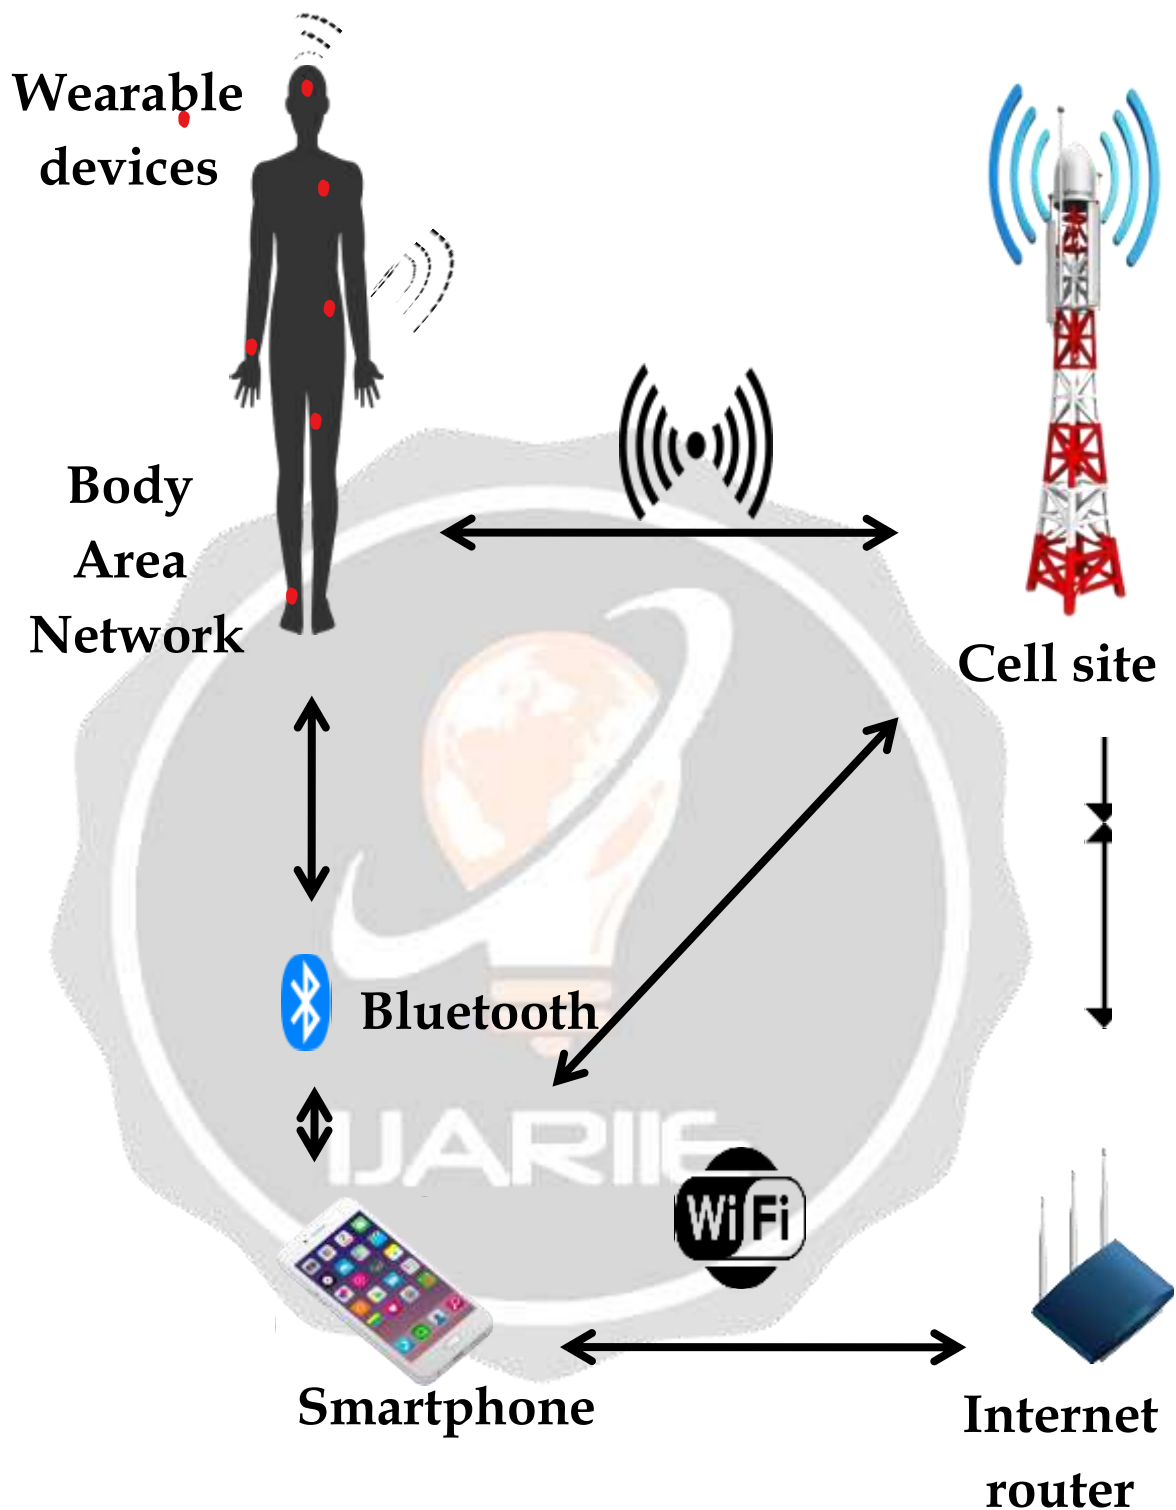 Wearable
devices
Body
Area
Network
Cell site
Bluetooth
IJARIIE
WiFi
Smartphone
Internet
router